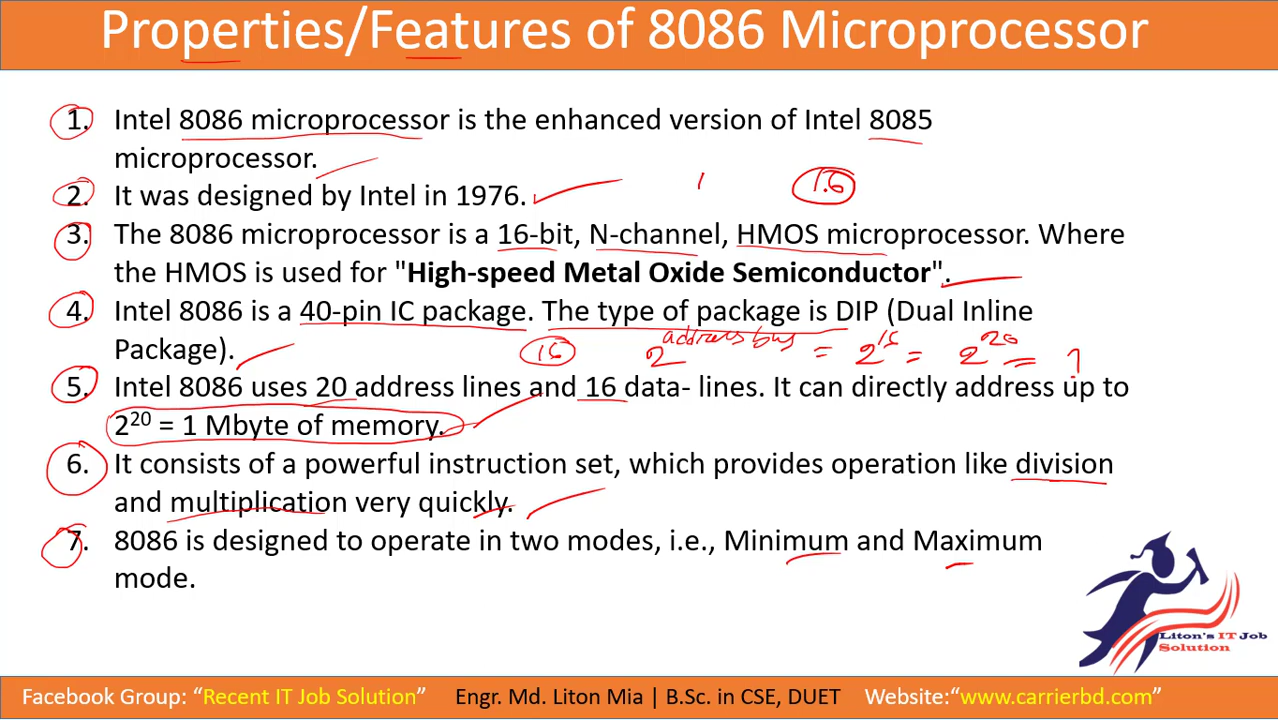 Properties/Features of 8086 Microprocessor
1. Intel 8086 microprocessor is the enhanced version of Intel 8085
microprocessor.
2. It was designed by Intel in 1976.
16
3. The 8086 microprocessor is a 16-bit, N-channel, HMOS microprocessor. Where
the HMOS is used for "High-speed Metal Oxide Semiconductor".
4. Intel 8086 is a 40-pin IC package. The type of package is DIP (Dual Inline
Package).
16 2^address bus = 2^16 = 2^20 = 1
5. Intel 8086 uses 20 address lines and 16 data- lines. It can directly address up to
2²⁰ = 1 Mbyte of memory.
6. It consists of a powerful instruction set, which provides operation like division
and multiplication very quickly.
7. 8086 is designed to operate in two modes, i.e., Minimum and Maximum
mode.
Liton's IT Job
Solution
Facebook Group: “Recent IT Job Solution” Engr. Md. Liton Mia | B.Sc. in CSE, DUET Website:“www.carrierbd.com”